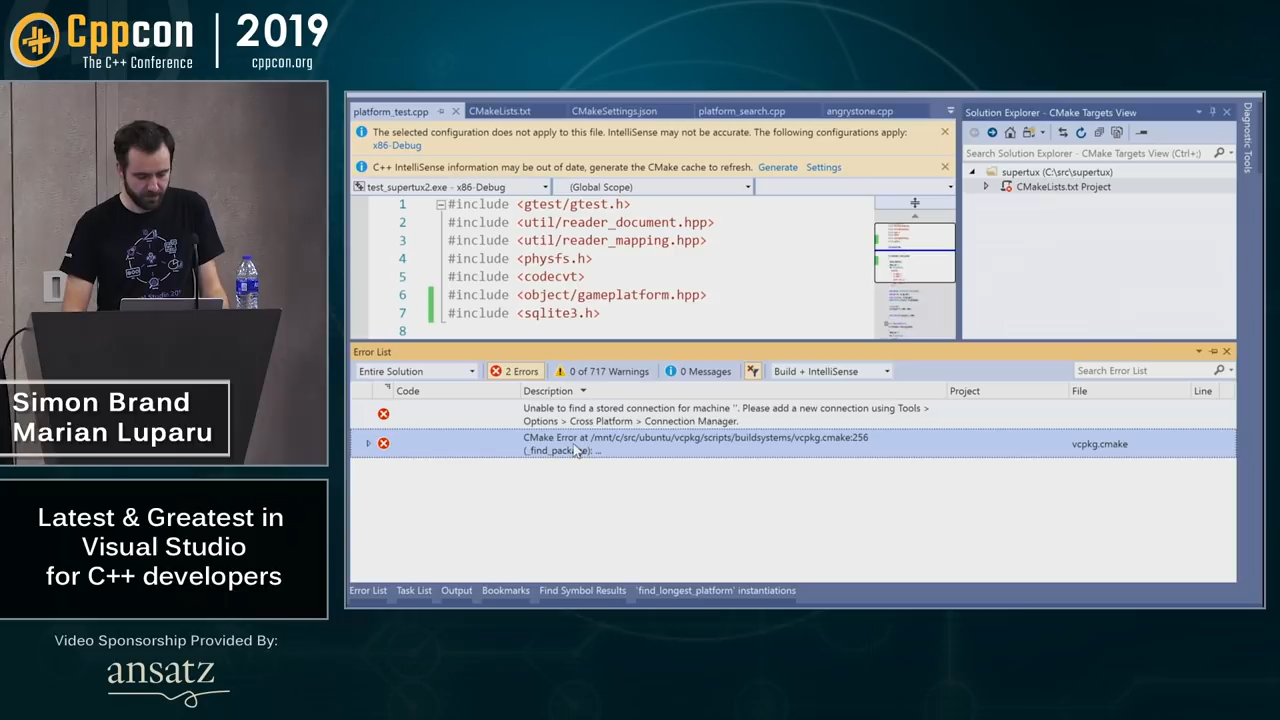 Cppcon
The C++ Conference
2019
cppcon.org
Simon Brand
Marian Luparu
Latest & Greatest in
Visual Studio
for C++ developers
Video Sponsorship Provided By:
ansatz
platform_test.cpp
CMakeLists.txt
CMakeSettings.json
platform_search.cpp
angrystone.cpp
The selected configuration does not apply to this file. IntelliSense may not be accurate. The following configurations apply:
x86-Debug
C++ IntelliSense information may be out of date, generate the CMake cache to refresh. Generate Settings
test_supertux2.exe - x86-Debug
(Global Scope)
1 #include <gtest/gtest.h>
2 #include <util/reader_document.hpp>
3 #include <util/reader_mapping.hpp>
4 #include <physfs.h>
5 #include <codecvt>
6 #include <object/gameplatform.hpp>
7 #include <sqlite3.h>
8
Solution Explorer - CMake Targets View
Search Solution Explorer - CMake Targets View (Ctrl+;)
supertux (C:\src\supertux)
CMakeLists.txt Project
Diagnostic Tools
Error List
Entire Solution
2 Errors
0 of 717 Warnings
0 Messages
Build + IntelliSense
Search Error List
Code Description Project File Line
Unable to find a stored connection for machine ''. Please add a new connection using Tools >
Options > Cross Platform > Connection Manager.
CMake Error at /mnt/c/src/ubuntu/vcpkg/scripts/buildsystems/vcpkg.cmake:256
(_find_package): ...
vcpkg.cmake
Error List Task List Output Bookmarks Find Symbol Results 'find_longest_platform' instantiations